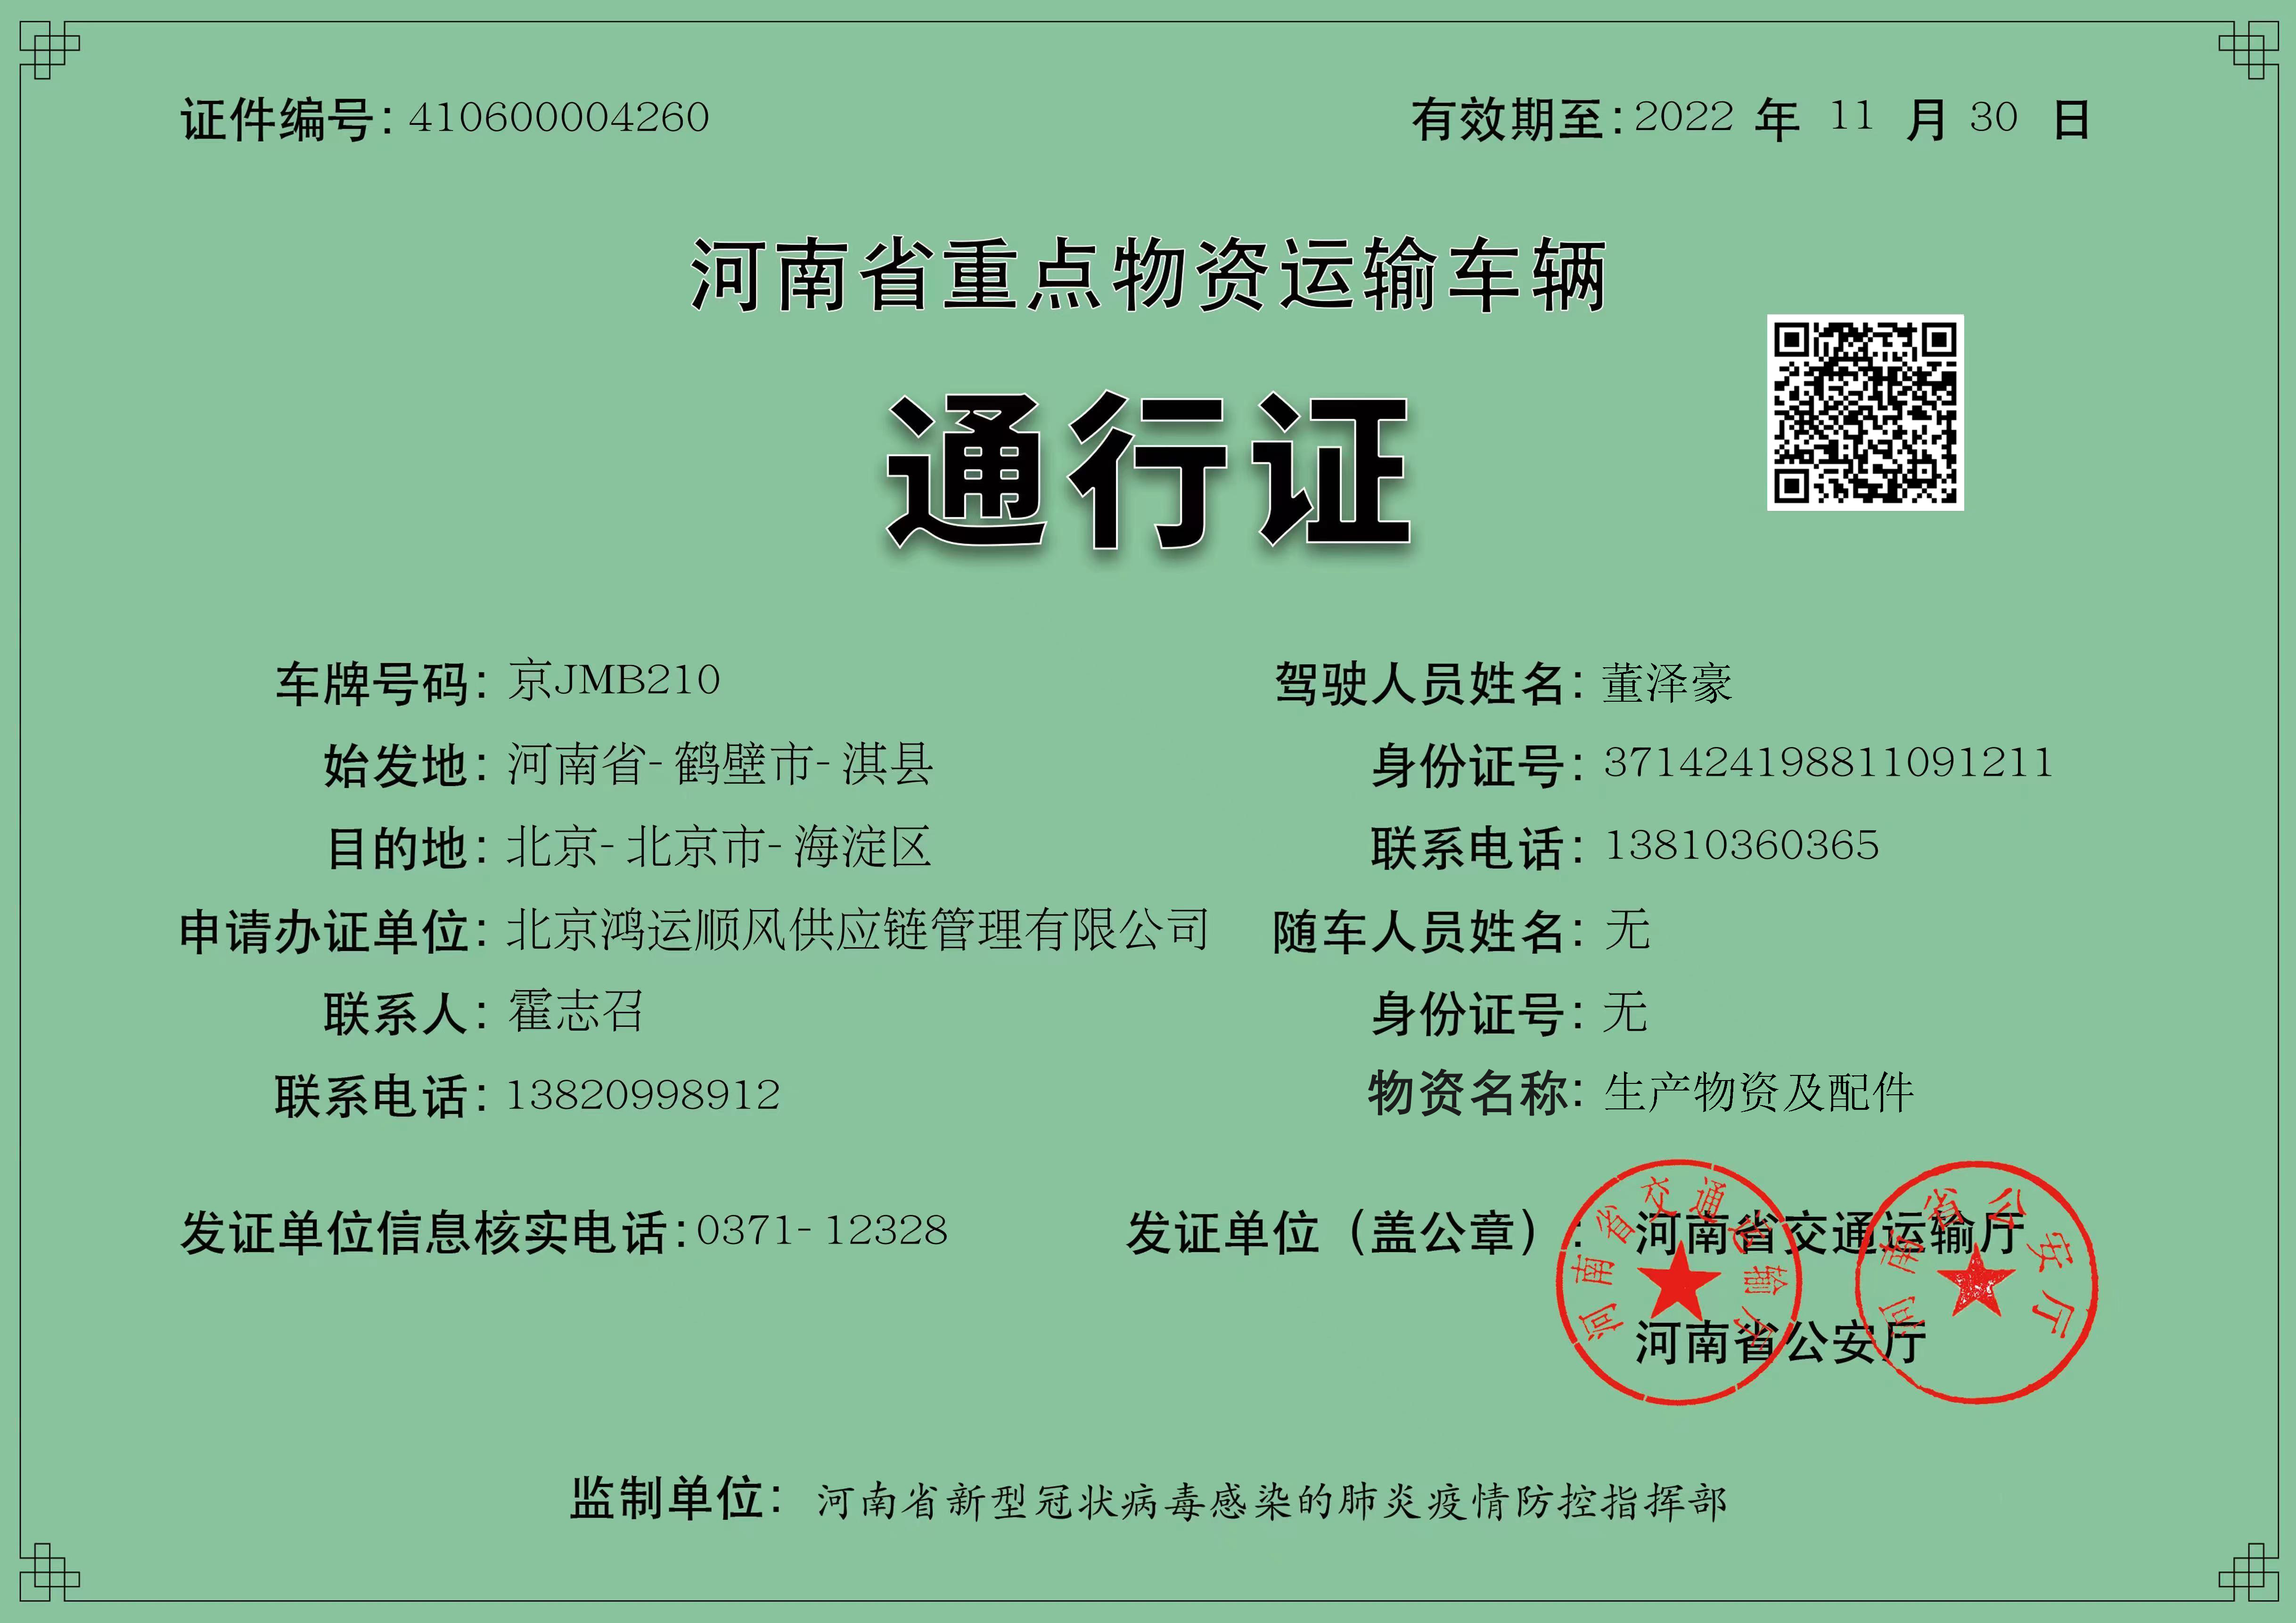 证件编号：410600004260 有效期至：2022 年 11 月 30 日
河南省重点物资运输车辆
通行证
车牌号码：京JMB210 驾驶人员姓名：董泽豪
始发地：河南省-鹤壁市-淇县 身份证号：371424198811091211
目的地：北京-北京市-海淀区 联系电话：13810360365
申请办证单位：北京鸿运顺风供应链管理有限公司 随车人员姓名：无
联系人：霍志召 身份证号：无
联系电话：13820998912 物资名称：生产物资及配件
发证单位信息核实电话：0371-12328 发证单位（盖公章）：河南省交通运输厅
河南省公安厅
河南省交通运输厅
河南省公安厅
监制单位：河南省新型冠状病毒感染的肺炎疫情防控指挥部